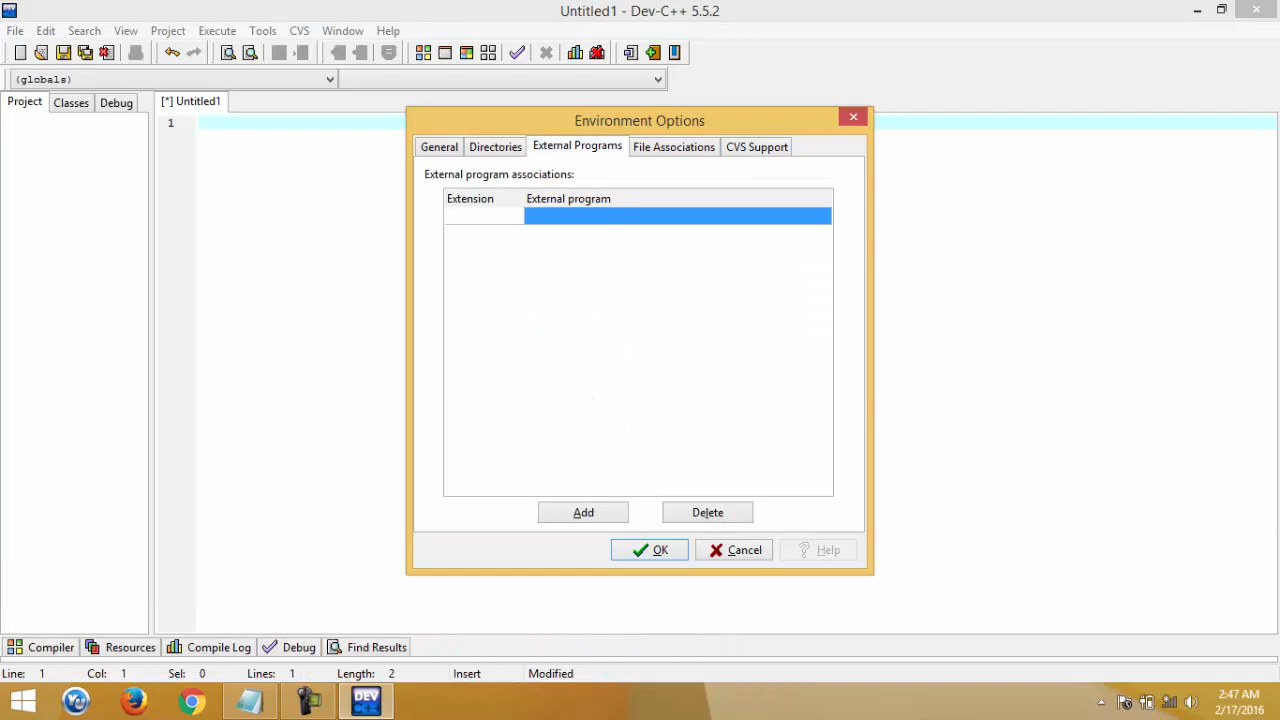 Untitled1 - Dev-C++ 5.5.2
File Edit Search View Project Execute Tools CVS Window Help
(globals)
Project Classes Debug [*] Untitled1
1
Environment Options
General Directories External Programs File Associations CVS Support
External program associations:
Extension External program
Add Delete
OK Cancel Help
Compiler Resources Compile Log Debug Find Results
Line: 1 Col: 1 Sel: 0 Lines: 1 Length: 2 Insert Modified
DEV C++
2:47 AM
2/17/2016